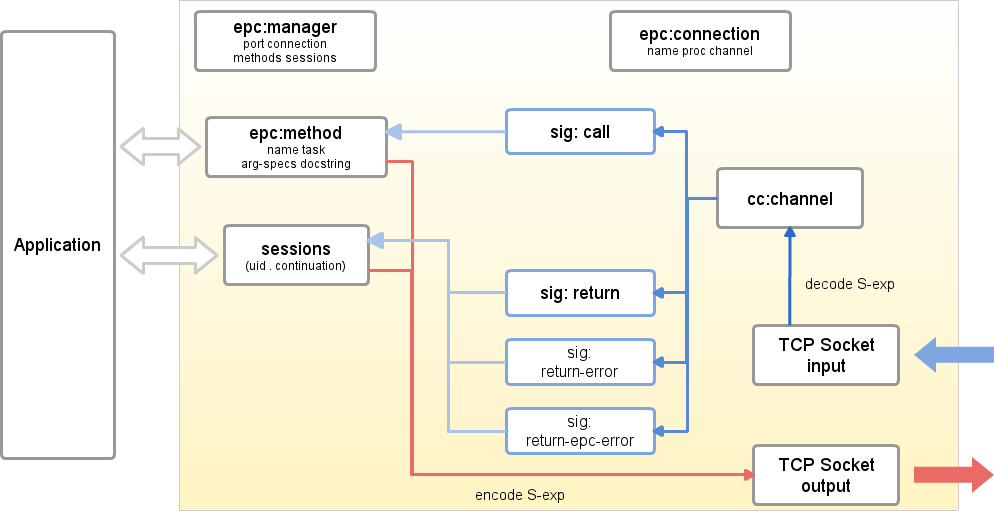 epc:manager
port connection
methods sessions
epc:connection
name proc channel
epc:method
name task
arg-specs docstring
sig: call
cc:channel
Application
sessions
(uid . continuation)
sig: return
decode S-exp
sig:
return-error
TCP Socket
input
sig:
return-epc-error
TCP Socket
output
encode S-exp